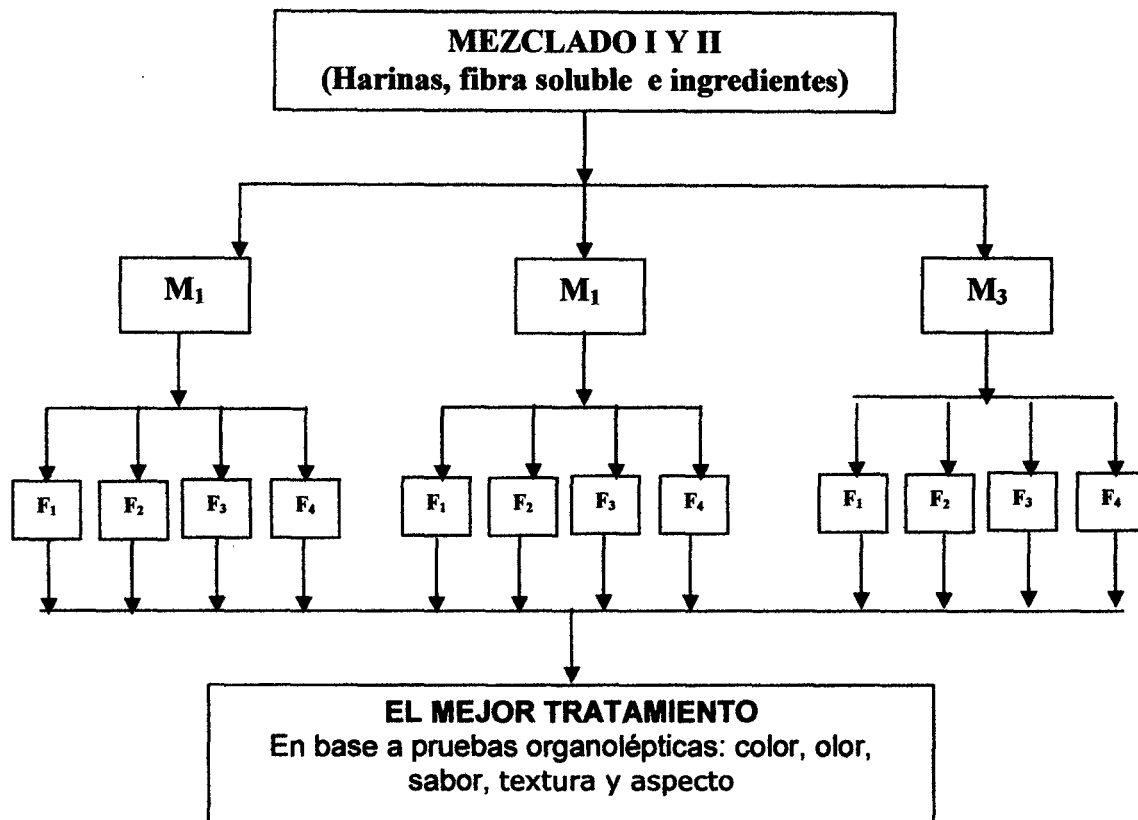 MEZCLADO I Y II
(Harinas, fibra soluble e ingredientes)
M₁
M₁
M₃
F₁
F₂
F₃
F₄
F₁
F₂
F₃
F₄
F₁
F₂
F₃
F₄
EL MEJOR TRATAMIENTO
En base a pruebas organolépticas: color, olor,
sabor, textura y aspecto